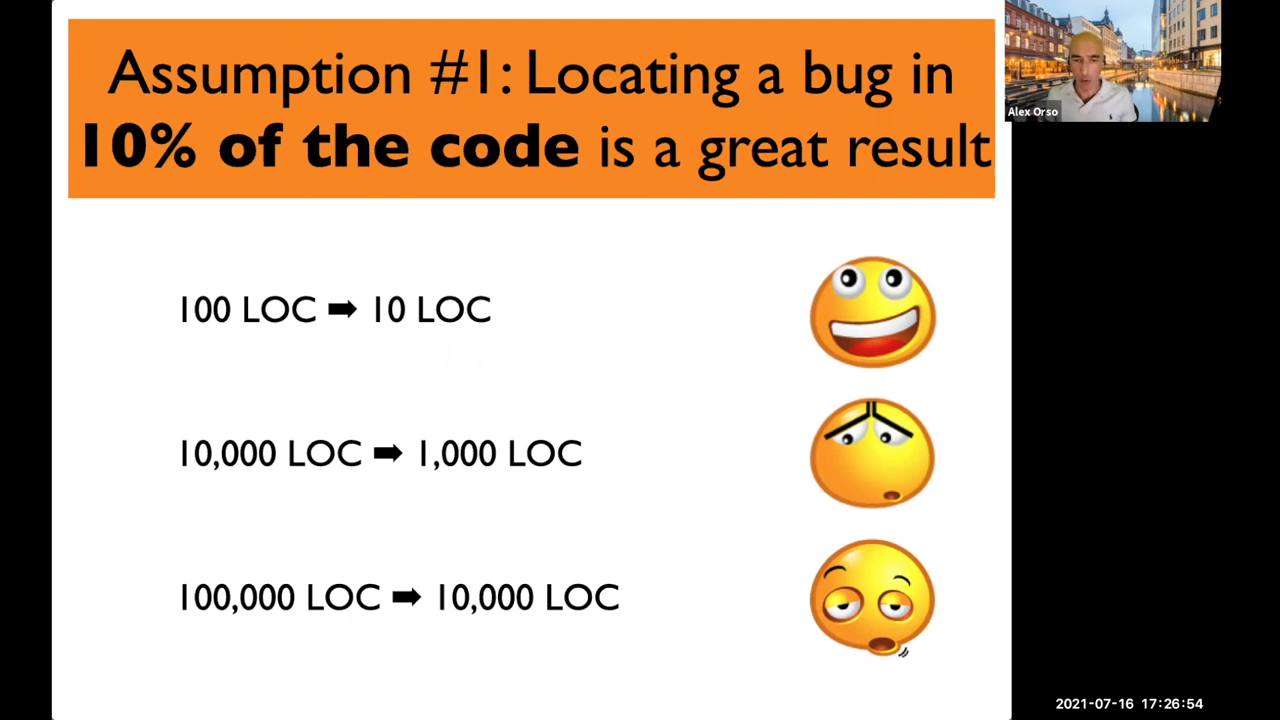 Assumption #1: Locating a bug in
10% of the code is a great result
100 LOC ➡ 10 LOC
10,000 LOC ➡ 1,000 LOC
100,000 LOC ➡ 10,000 LOC
Alex Orso
2021-07-16 17:26:54